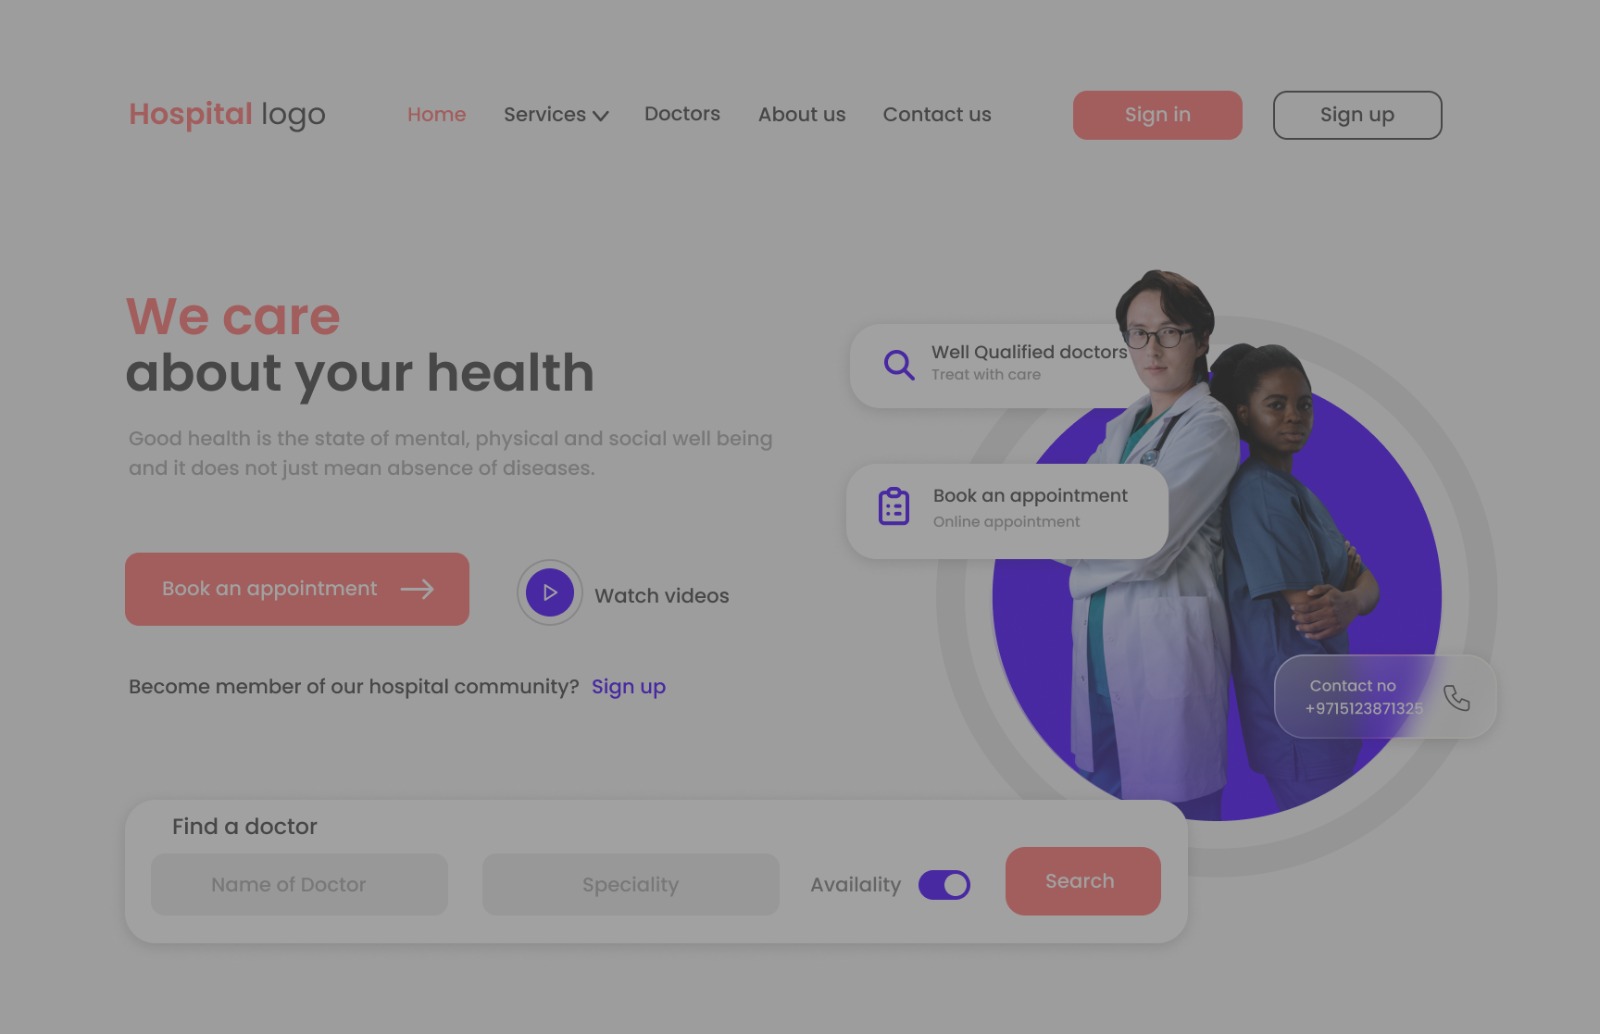 Hospital logo
Home
Services
Doctors
About us
Contact us
Sign in
Sign up
We care
about your health
Good health is the state of mental, physical and social well being
and it does not just mean absence of diseases.
Book an appointment
Watch videos
Become member of our hospital community? Sign up
Well Qualified doctors
Treat with care
Book an appointment
Online appointment
Contact no
+9715123871325
Find a doctor
Name of Doctor
Speciality
Availality
Search